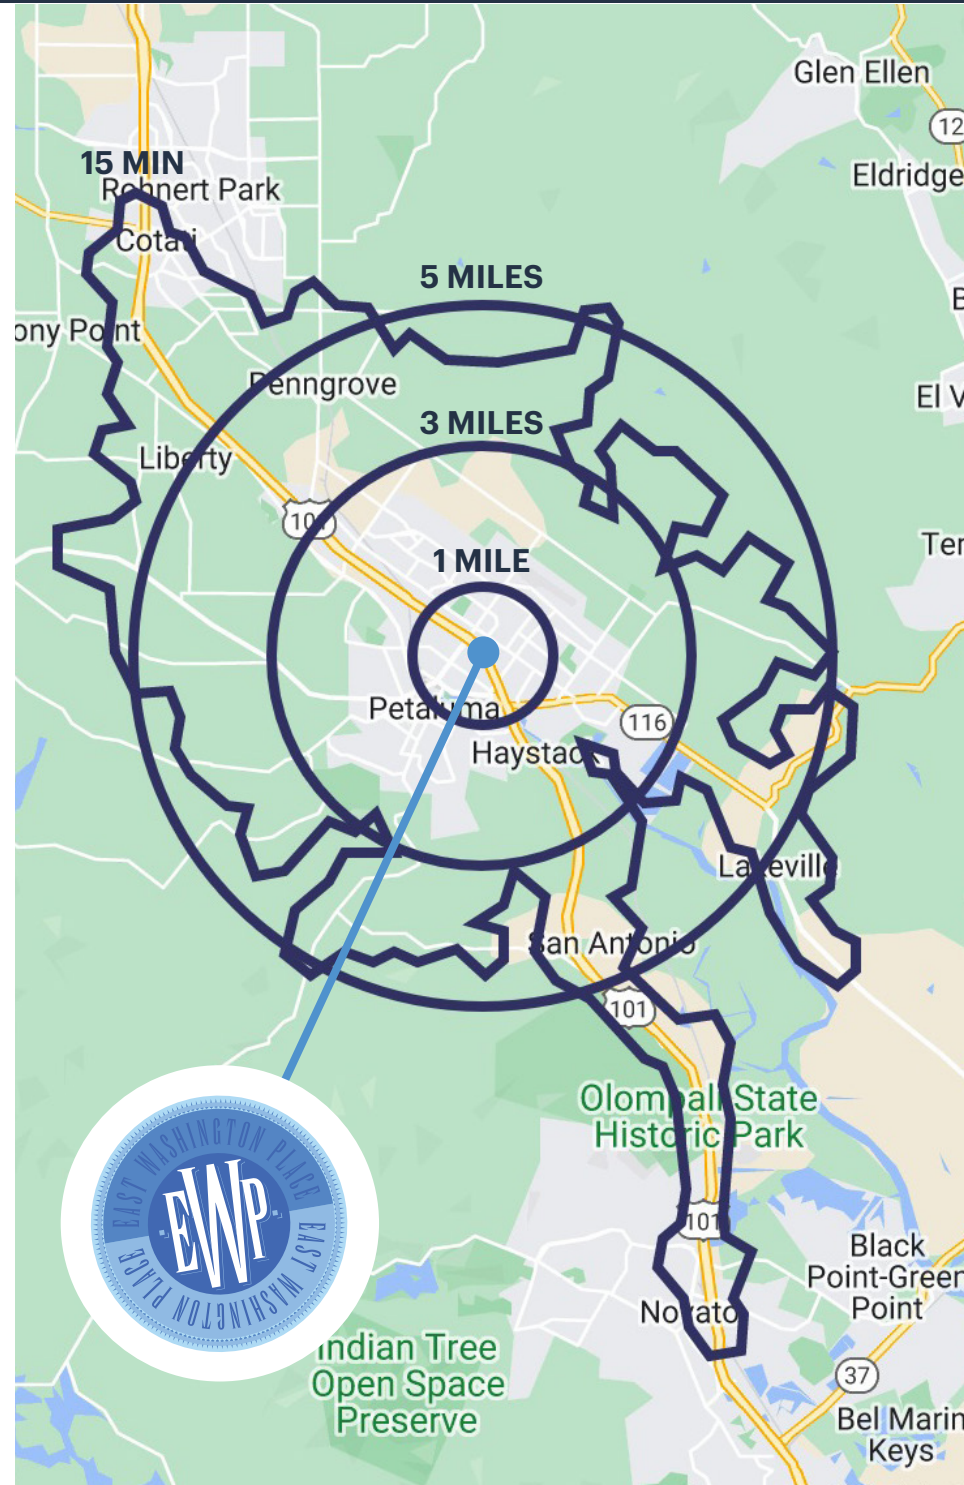 Glen Ellen
12
15 MIN
Rohnert Park
Eldridge
Cotati
5 MILES
ony Point
Penngrove
El V
3 MILES
Liberty
101
Ter
1 MILE
Petaluma
116
Haystack
Lakeville
San Antonio
101
Olompali State
Historic Park
EAST WASHINGTON PLACE
EWP
EAST WASHINGTON PLACE
101
Black
Point-Green
Point
Novato
Indian Tree
Open Space
Preserve
37
Bel Marin
Keys